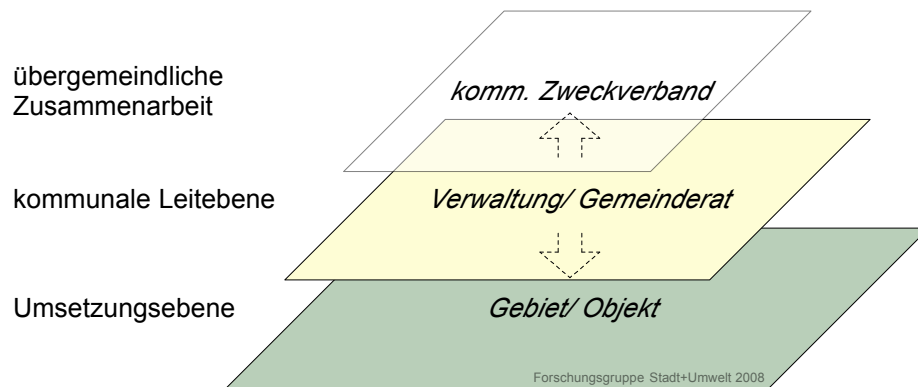 übergemeindliche
Zusammenarbeit
komm. Zweckverband
kommunale Leitebene
Verwaltung/ Gemeinderat
Umsetzungsebene
Gebiet/ Objekt
Forschungsgruppe Stadt+Umwelt 2008